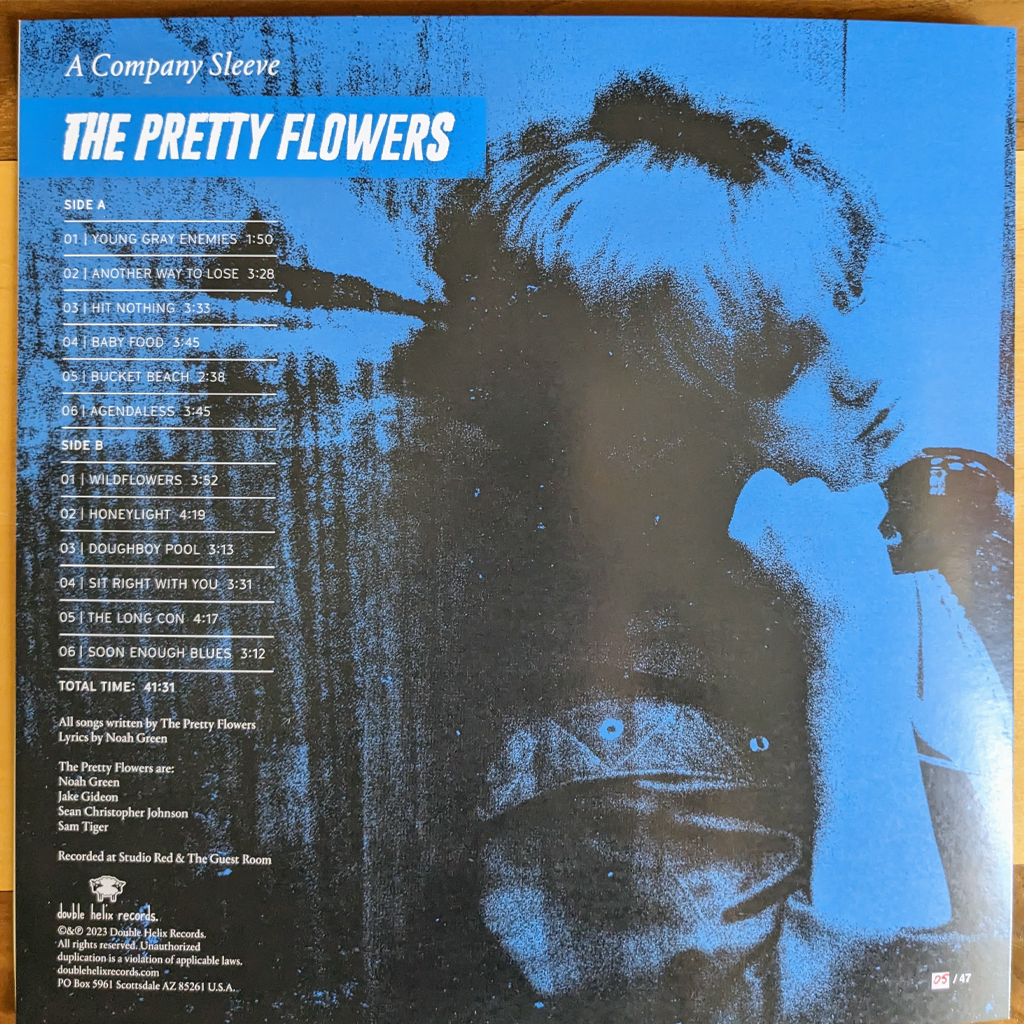 A Company Sleeve
THE PRETTY FLOWERS
SIDE A
01 | YOUNG GRAY ENEMIES 1:50
02 | ANOTHER WAY TO LOSE 3:28
03 | HIT NOTHING 3:33
04 | BABY FOOD 3:45
05 | BUCKET BEACH 2:38
06 | AGENDALESS 3:45
SIDE B
01 | WILDFLOWERS 3:52
02 | HONEYLIGHT 4:19
03 | DOUGHBOY POOL 3:13
04 | SIT RIGHT WITH YOU 3:31
05 | THE LONG CON 4:17
06 | SOON ENOUGH BLUES 3:12
TOTAL TIME: 41:31
All songs written by The Pretty Flowers
Lyrics by Noah Green
The Pretty Flowers are:
Noah Green
Jake Gideon
Sean Christopher Johnson
Sam Tiger
Recorded at Studio Red & The Guest Room
double helix records.
©&℗ 2023 Double Helix Records.
All rights reserved. Unauthorized
duplication is a violation of applicable laws.
doublehelixrecords.com
PO Box 5961 Scottsdale AZ 85261 U.S.A.
05 / 47